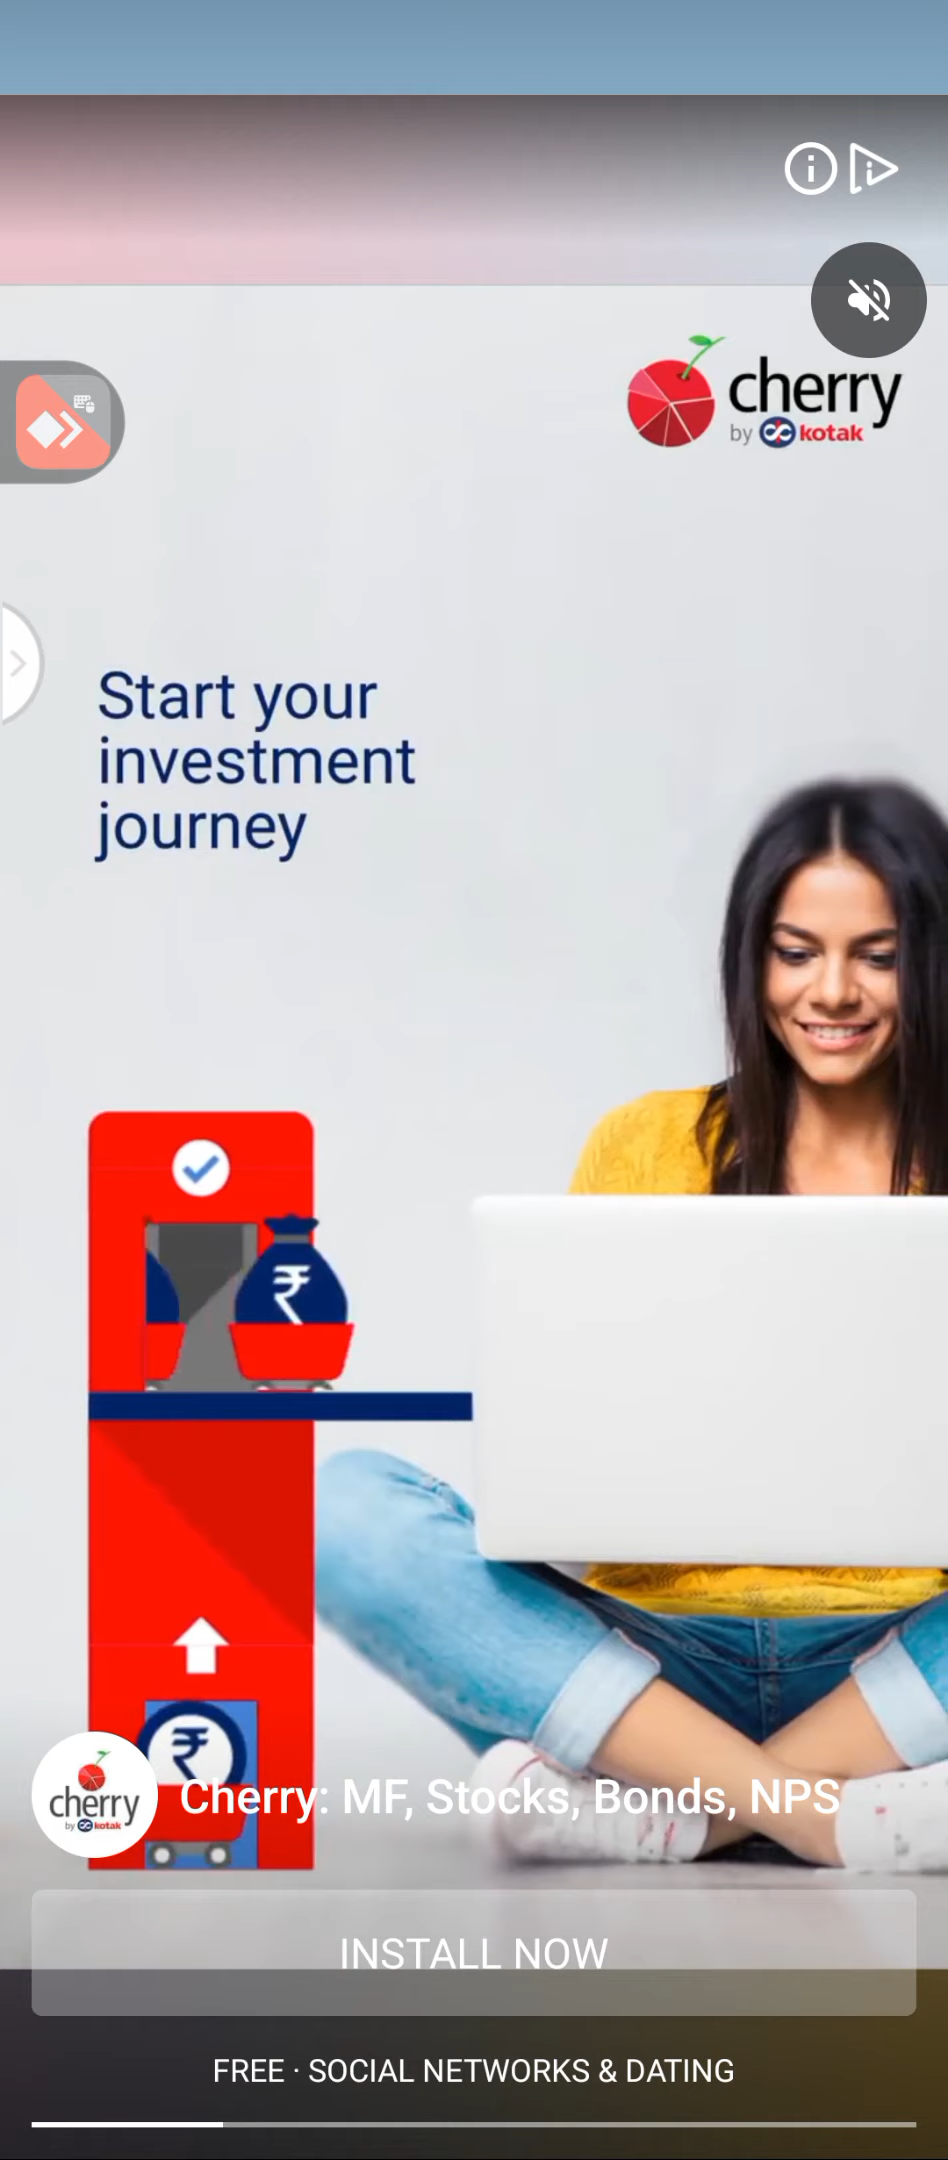 cherry
by kotak
Start your
investment
journey
₹
₹
cherry
by kotak
Cherry: MF, Stocks, Bonds, NPS
INSTALL NOW
FREE · SOCIAL NETWORKS & DATING